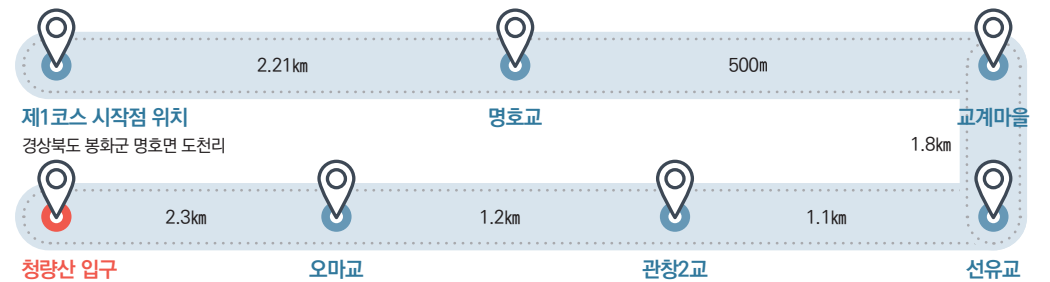 2.21㎞
500m
제1코스 시작점 위치
명호교
교계마을
경상북도 봉화군 명호면 도천리
1.8㎞
2.3㎞
1.2㎞
1.1㎞
청량산 입구
오마교
관창2교
선유교